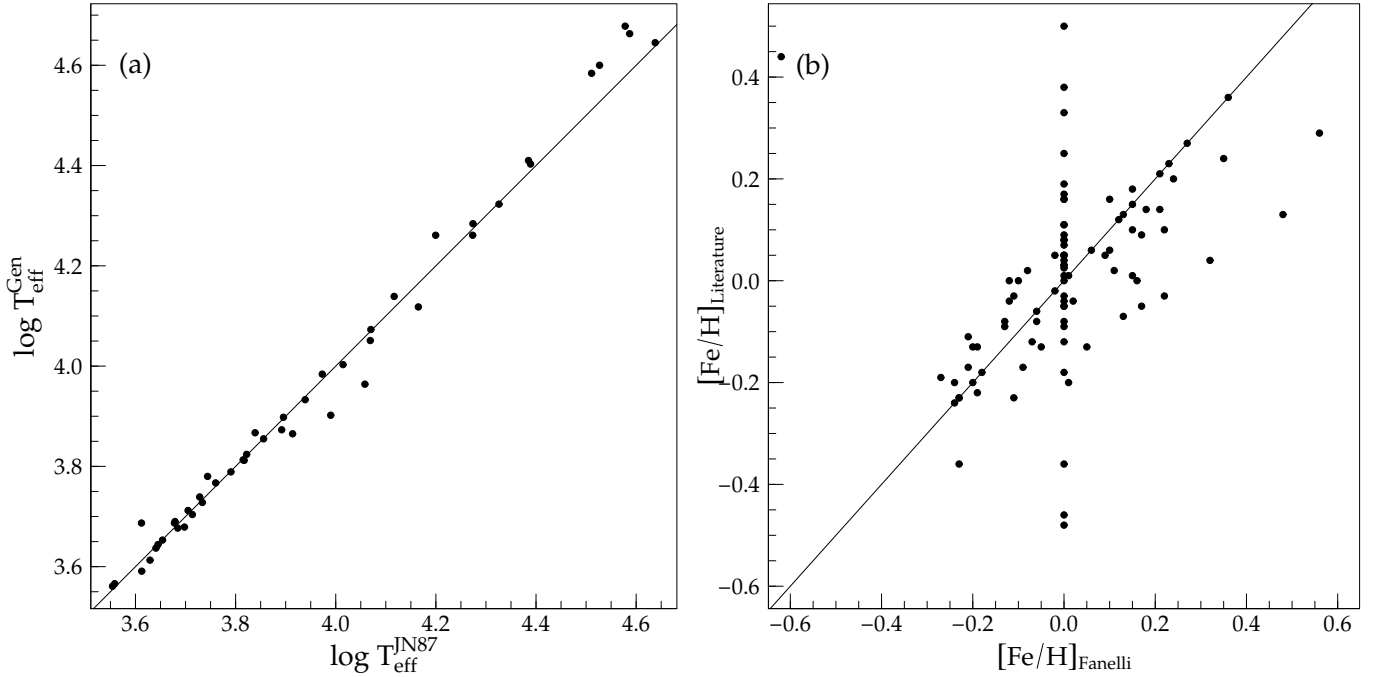 (a)
4.6
4.4
4.2
4.0
3.8
3.6
log T_eff^Gen
3.6 3.8 4.0 4.2 4.4 4.6
log T_eff^JN87
(b)
0.4
0.2
0.0
−0.2
−0.4
−0.6
[Fe/H]_Literature
−0.6 −0.4 −0.2 0.0 0.2 0.4 0.6
[Fe/H]_Fanelli